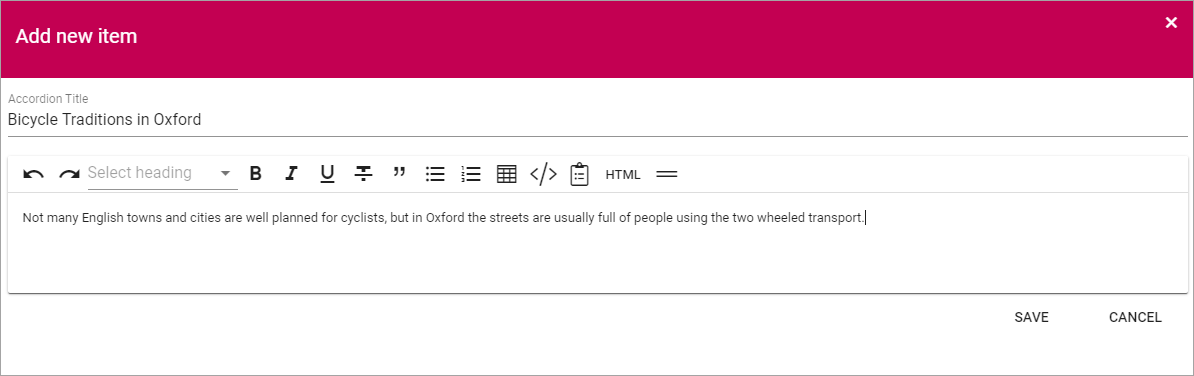 Add new item
Accordion Title
Bicycle Traditions in Oxford
Select heading B I U T ” </> HTML
Not many English towns and cities are well planned for cyclists, but in Oxford the streets are usually full of people using the two wheeled transport.
SAVE CANCEL